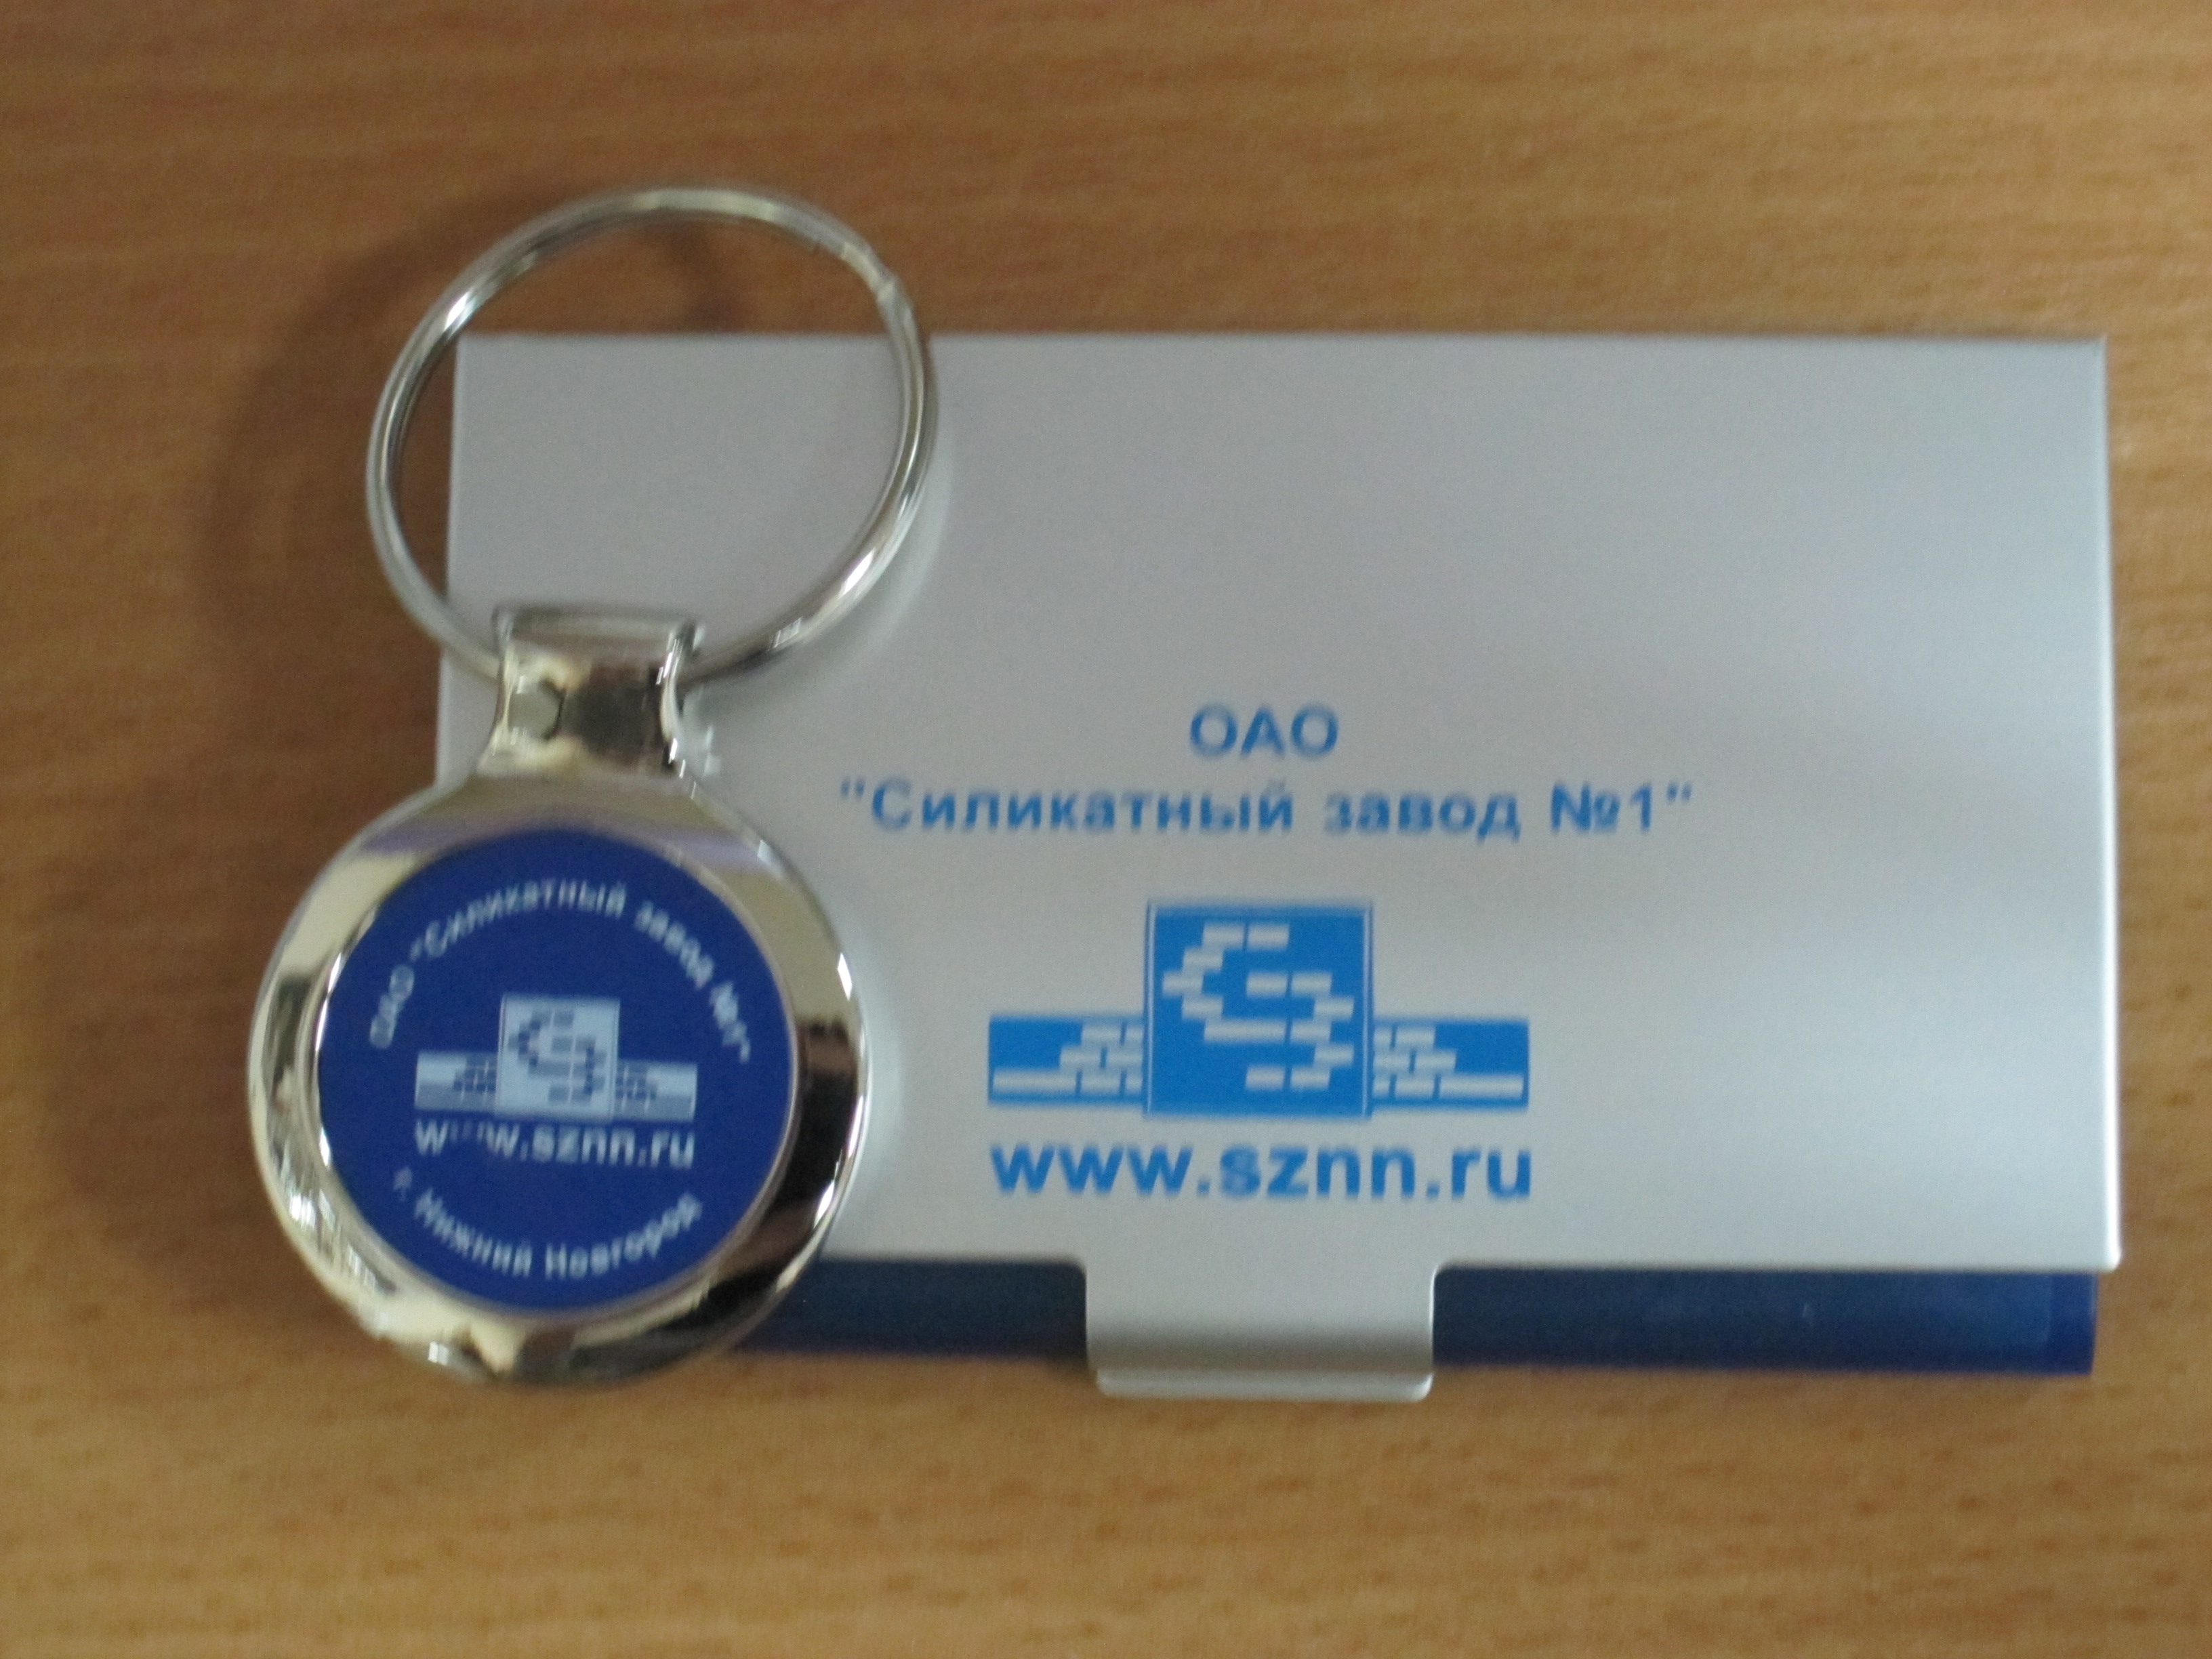 ОАО
"Силикатный завод №1"
www.sznn.ru
ОАО "Силикатный завод №1"
www.sznn.ru
г. Нижний Новгород